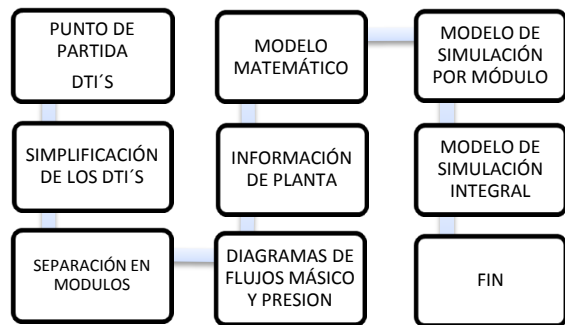 PUNTO DE
PARTIDA
DTI´S
SIMPLIFICACIÓN
DE LOS DTI´S
SEPARACIÓN EN
MODULOS
DIAGRAMAS DE
FLUJOS MÁSICO
Y PRESION
INFORMACIÓN
DE PLANTA
MODELO
MATEMÁTICO
MODELO DE
SIMULACIÓN
POR MÓDULO
MODELO DE
SIMULACIÓN
INTEGRAL
FIN